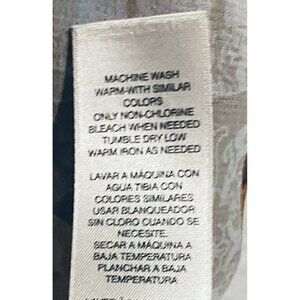 MACHINE WASH
WARM-WITH SIMILAR
COLORS
ONLY NON-CHLORINE
BLEACH WHEN NEEDED
TUMBLE DRY LOW
WARM IRON AS NEEDED
LAVAR A MÁQUINA CON
AGUA TIBIA CON
COLORES SIMILARES
USAR BLANQUEADOR
SIN CLORO CUANDO SE
NECESITE.
SECAR A MÁQUINA A
BAJA TEMPERATURA
PLANCHAR A BAJA
TEMPERATURA